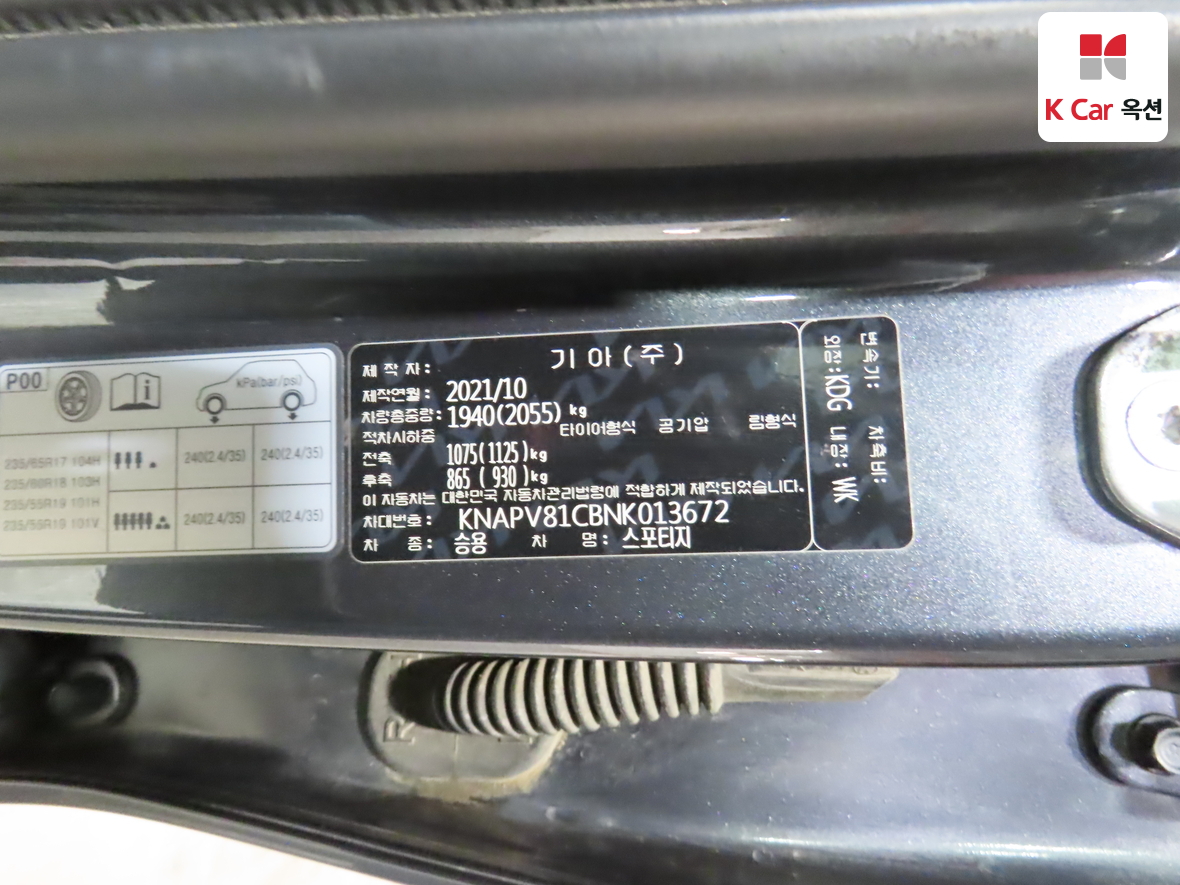 K Car 옥션
P00
kPa(bar/psi)
235/65R17 104H
235/60R18 103H
235/55R19 101H
235/55R19 101V
240(2.4/35) 240(2.4/35)
240(2.4/35) 240(2.4/35)
제 작 자 : 기 아 ( 주 )
제작연월 : 2021/10
차량총중량 : 1940(2055) kg
타이어형식 공기압 림형식
적차시하중
전축 1075(1125)kg
후축 865 ( 930)kg
이 자동차는 대한민국 자동차관리법령에 적합하게 제작되었습니다.
차대번호 : KNAPV81CBNK013672
차 종 : 승용 차 명 : 스포티지
변속기 : 차축비 :
외장 : KDG 내장 : WK
R